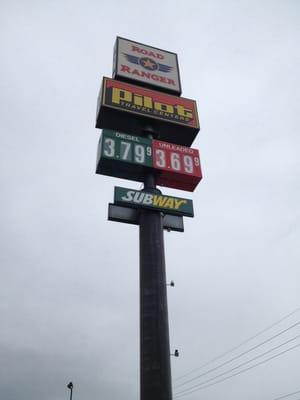 ROAD
RANGER
Pilot
TRAVEL CENTERS
DIESEL UNLEADED
3.79 9 3.69 9
SUBWAY